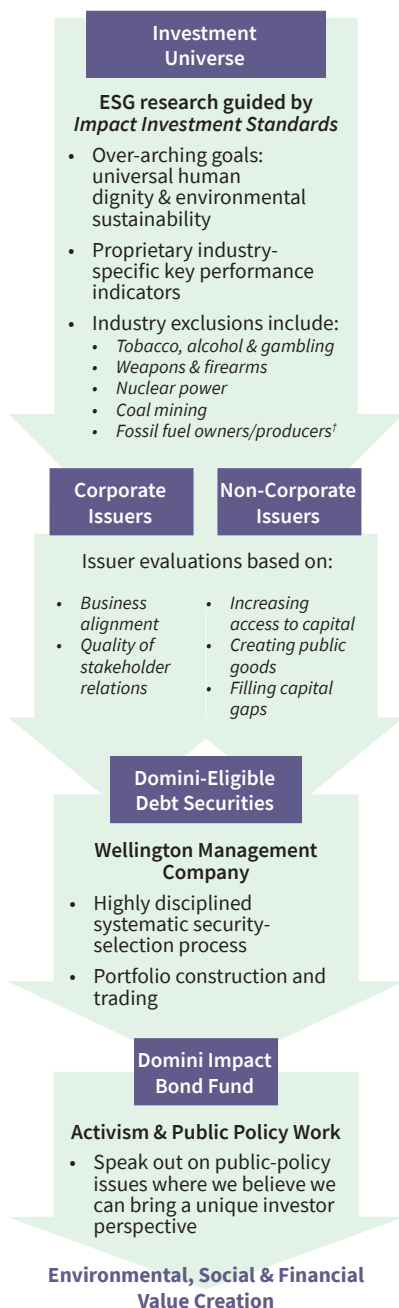 Investment
Universe
ESG research guided by
Impact Investment Standards
• Over-arching goals:
universal human
dignity & environmental
sustainability
• Proprietary industry-
specific key performance
indicators
• Industry exclusions include:
• Tobacco, alcohol & gambling
• Weapons & firearms
• Nuclear power
• Coal mining
• Fossil fuel owners/producers†
Corporate
Issuers
Non-Corporate
Issuers
Issuer evaluations based on:
• Business
alignment
• Quality of
stakeholder
relations
• Increasing
access to capital
• Creating public
goods
• Filling capital
gaps
Domini-Eligible
Debt Securities
Wellington Management
Company
• Highly disciplined
systematic security-
selection process
• Portfolio construction and
trading
Domini Impact
Bond Fund
Activism & Public Policy Work
• Speak out on public-policy
issues where we believe we
can bring a unique investor
perspective
Environmental, Social & Financial
Value Creation